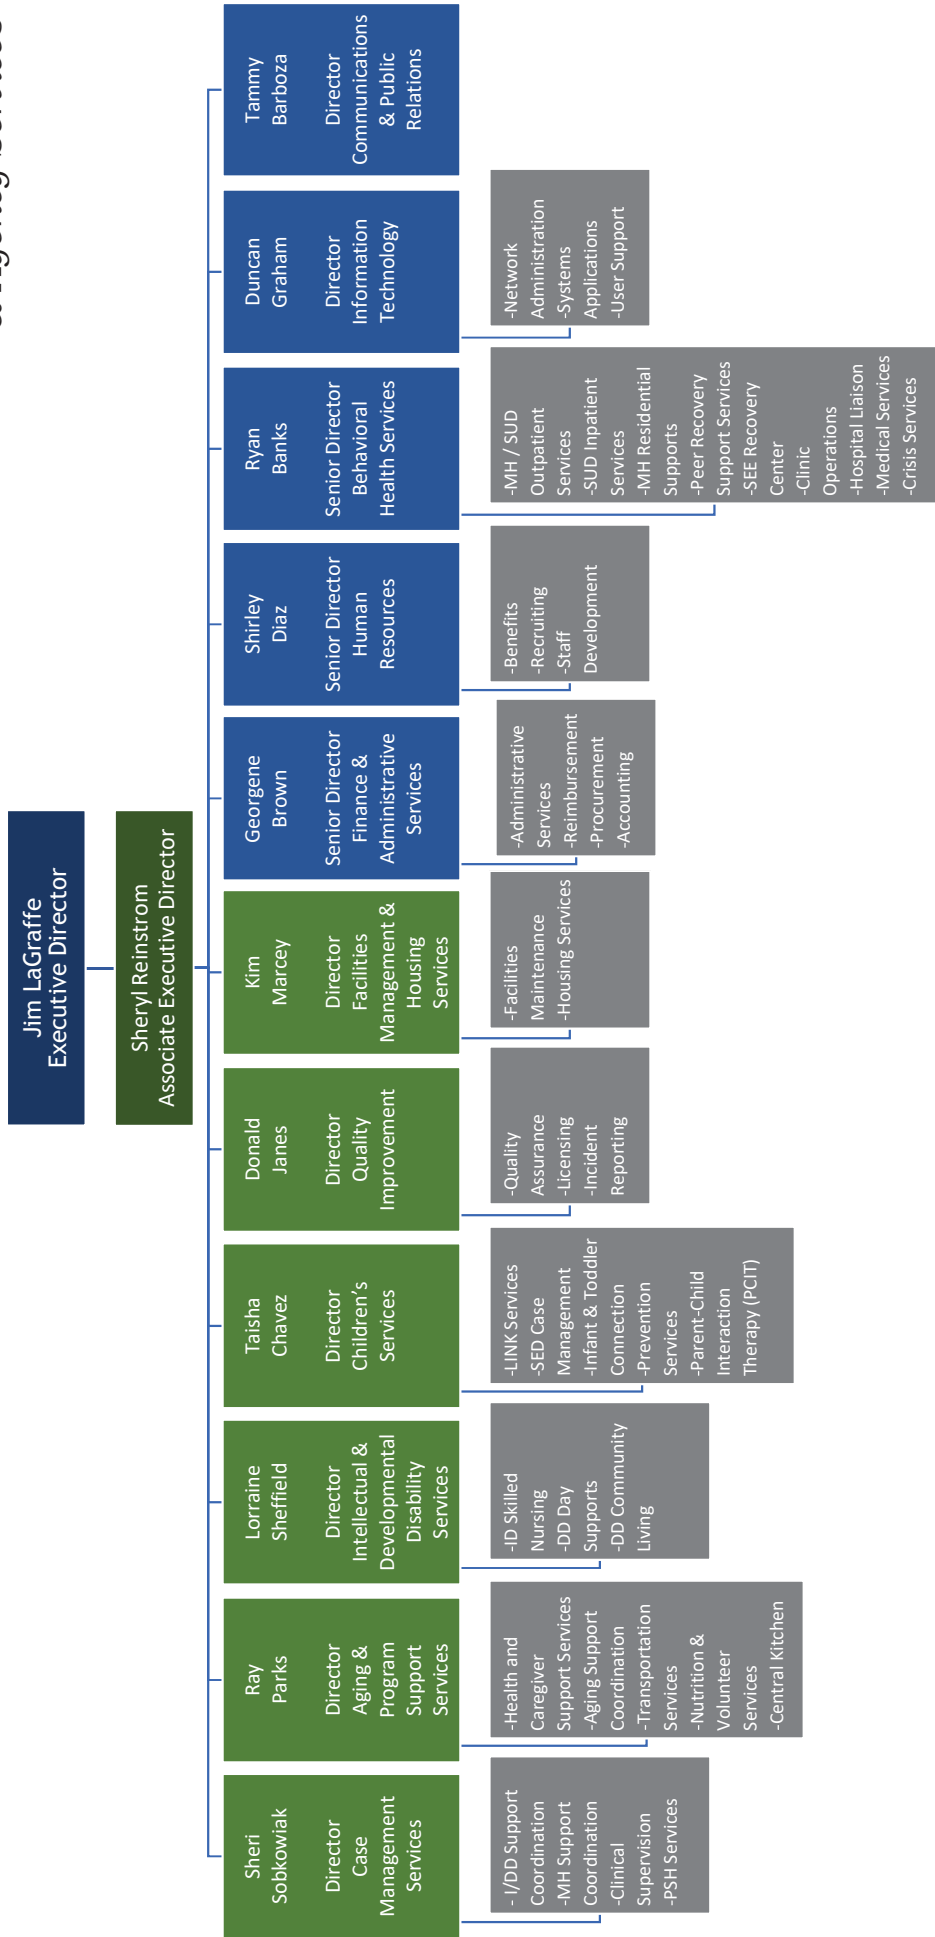 & Agency Services
Jim LaGraffe
Executive Director
Sheryl Reinstrom
Associate Executive Director
Sheri
Sobkowiak
Director
Case
Management
Services
- I/DD Support
Coordination
-MH Support
Coordination
-Clinical
Supervision
-PSH Services
Ray
Parks
Director
Aging &
Program
Support
Services
-Health and
Caregiver
Support Services
-Aging Support
Coordination
-Transportation
Services
-Nutrition &
Volunteer
Services
-Central Kitchen
Lorraine
Sheffield
Director
Intellectual &
Developmental
Disability
Services
-ID Skilled
Nursing
-DD Day
Supports
-DD Community
Living
Taisha
Chavez
Director
Children's
Services
-LINK Services
-SED Case
Management
-Infant & Toddler
Connection
-Prevention
Services
-Parent-Child
Interaction
Therapy (PCIT)
Donald
Janes
Director
Quality
Improvement
-Quality
Assurance
-Licensing
-Incident
Reporting
Kim
Marcey
Director
Facilities
Management &
Housing
Services
-Facilities
Maintenance
-Housing Services
Georgene
Brown
Senior Director
Finance &
Administrative
Services
-Administrative
Services
-Reimbursement
-Procurement
-Accounting
Shirley
Diaz
Senior Director
Human
Resources
-Benefits
-Recruiting
-Staff
Development
Ryan
Banks
Senior Director
Behavioral
Health Services
-MH / SUD
Outpatient
Services
-SUD Inpatient
Services
-MH Residential
Supports
-Peer Recovery
Support Services
-SEE Recovery
Center
-Clinic
Operations
-Hospital Liaison
-Medical Services
-Crisis Services
Duncan
Graham
Director
Information
Technology
-Network
Administration
-Systems
Applications
-User Support
Tammy
Barboza
Director
Communications
& Public
Relations